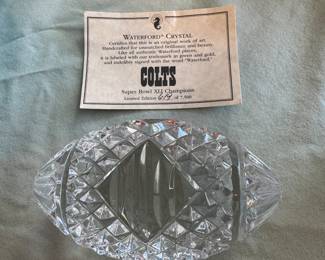 WATERFORD® CRYSTAL
Certifies that this is an original work of art.
Handcrafted for unmatched brilliance and beauty.
Like all authentic Waterford pieces,
it is labeled with our trademark in green and gold,
and indelibly signed with the word "Waterford."
COLTS
Super Bowl XLI Champions
Limited Edition of 7,500